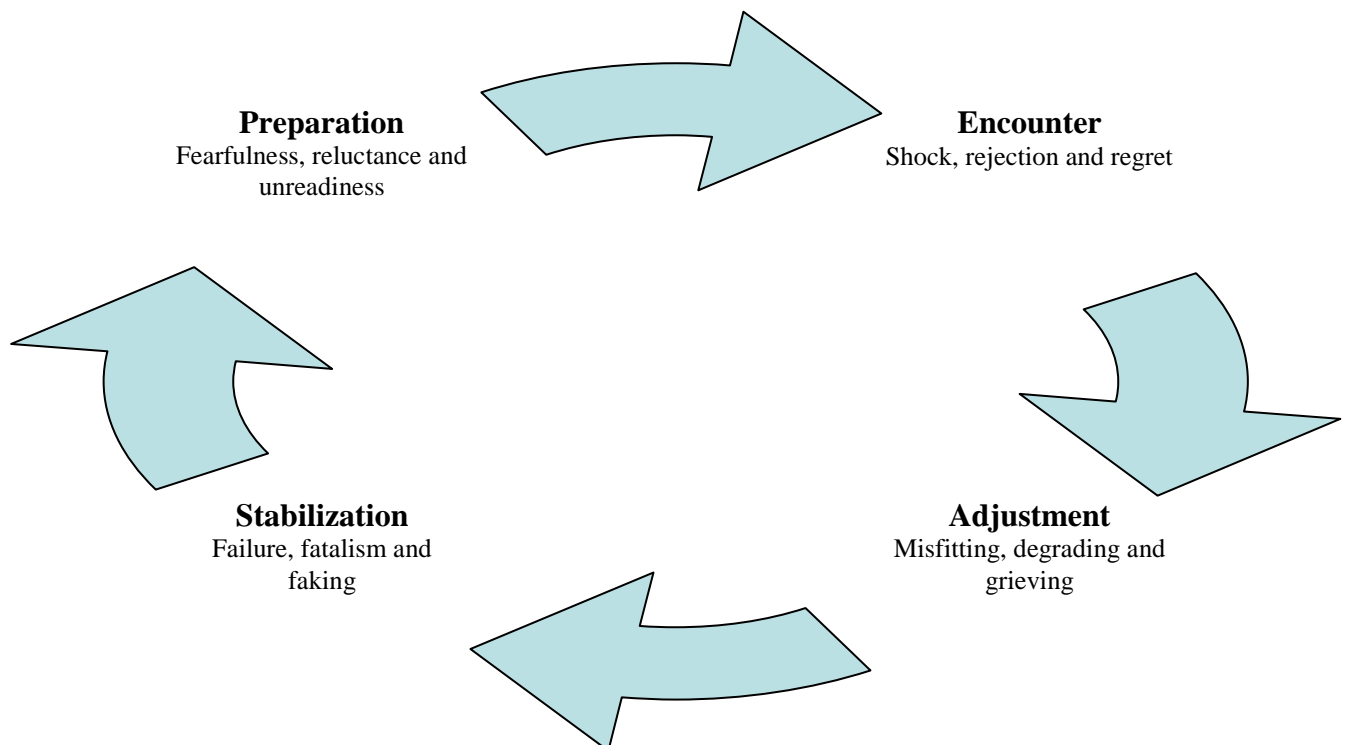 Preparation
Fearfulness, reluctance and
unreadiness
Encounter
Shock, rejection and regret
Adjustment
Misfitting, degrading and
grieving
Stabilization
Failure, fatalism and
faking